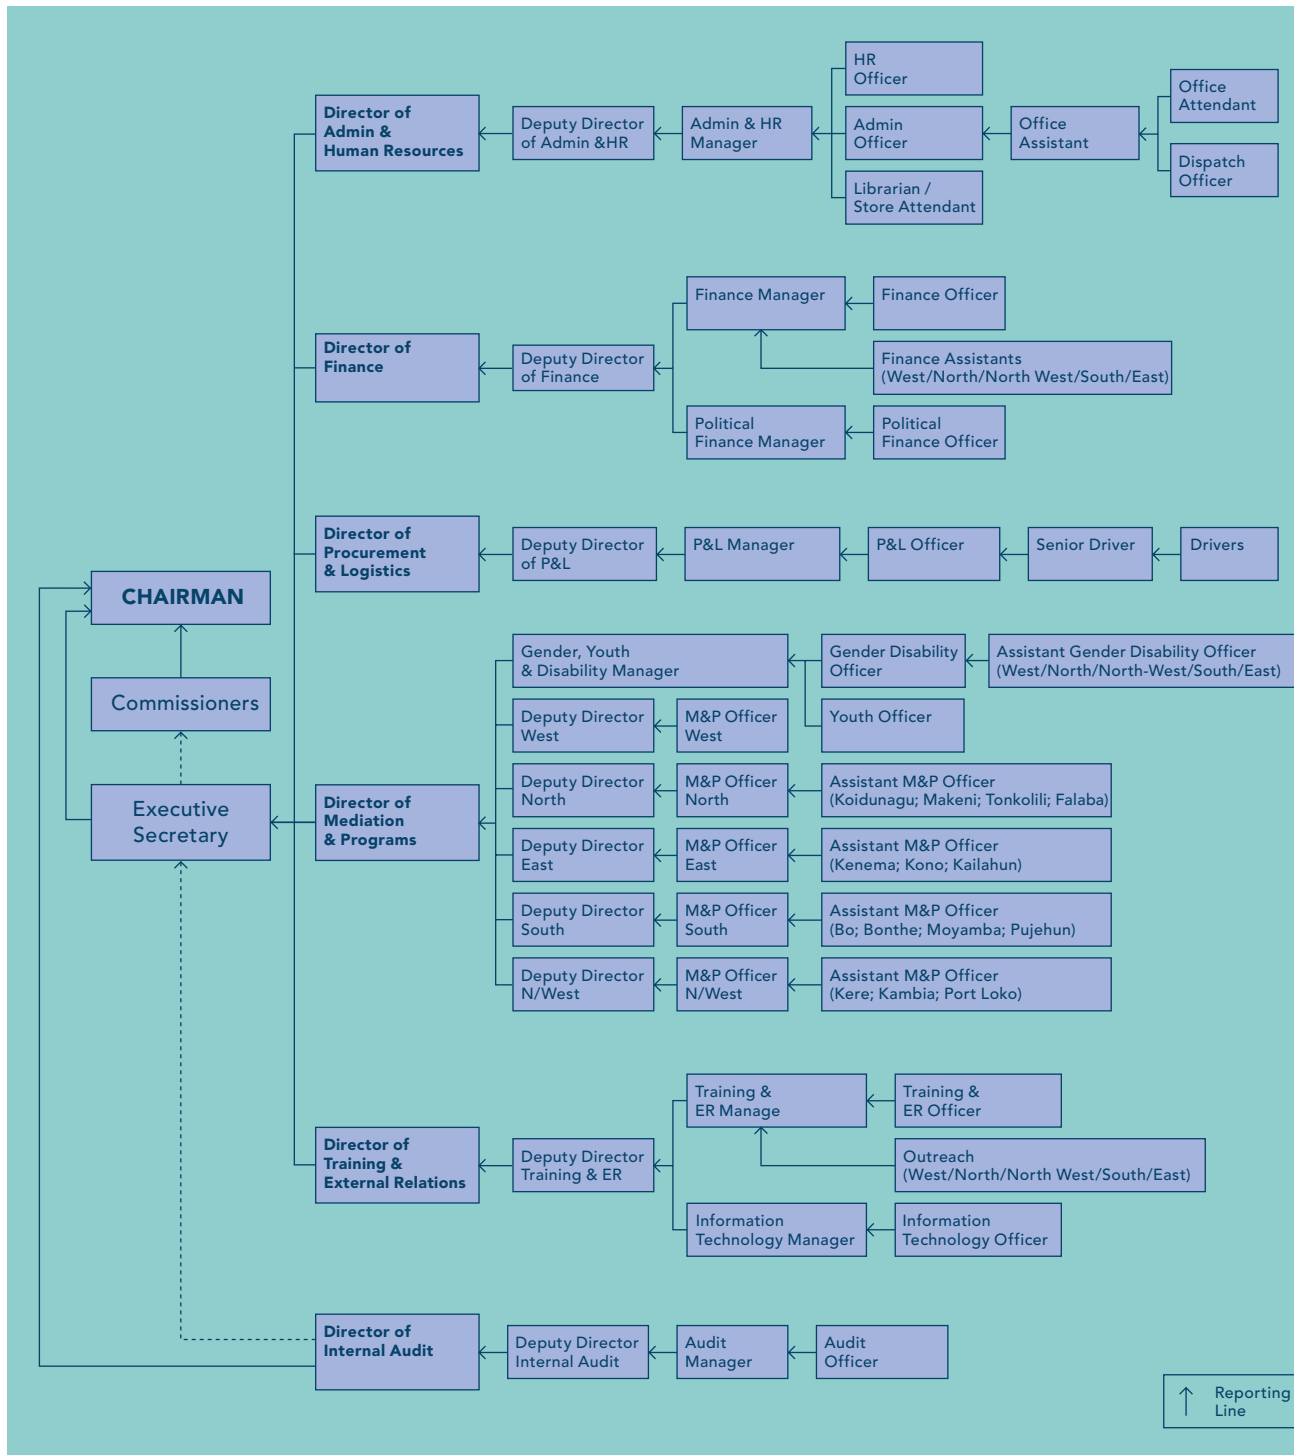 HR
Officer
Office
Attendant
Director of
Admin &
Human Resources
Deputy Director
of Admin &HR
Admin & HR
Manager
Admin
Officer
Office
Assistant
Dispatch
Officer
Librarian /
Store Attendant
Finance Manager
Finance Officer
Director of
Finance
Deputy Director
of Finance
Finance Assistants
(West/North/North West/South/East)
Political
Finance Manager
Political
Finance Officer
Director of
Procurement
& Logistics
Deputy Director
of P&L
P&L Manager
P&L Officer
Senior Driver
Drivers
CHAIRMAN
Commissioners
Executive
Secretary
Director of
Mediation
& Programs
Gender, Youth
& Disability Manager
Gender Disability
Officer
Assistant Gender Disability Officer
(West/North/North-West/South/East)
Youth Officer
Deputy Director
West
M&P Officer
West
Deputy Director
North
M&P Officer
North
Assistant M&P Officer
(Koidunagu; Makeni; Tonkolili; Falaba)
Deputy Director
East
M&P Officer
East
Assistant M&P Officer
(Kenema; Kono; Kailahun)
Deputy Director
South
M&P Officer
South
Assistant M&P Officer
(Bo; Bonthe; Moyamba; Pujehun)
Deputy Director
N/West
M&P Officer
N/West
Assistant M&P Officer
(Kere; Kambia; Port Loko)
Training &
ER Manage
Training &
ER Officer
Director of
Training &
External Relations
Deputy Director
Training & ER
Outreach
(West/North/North West/South/East)
Information
Technology Manager
Information
Technology Officer
Director of
Internal Audit
Deputy Director
Internal Audit
Audit
Manager
Audit
Officer
Reporting
Line